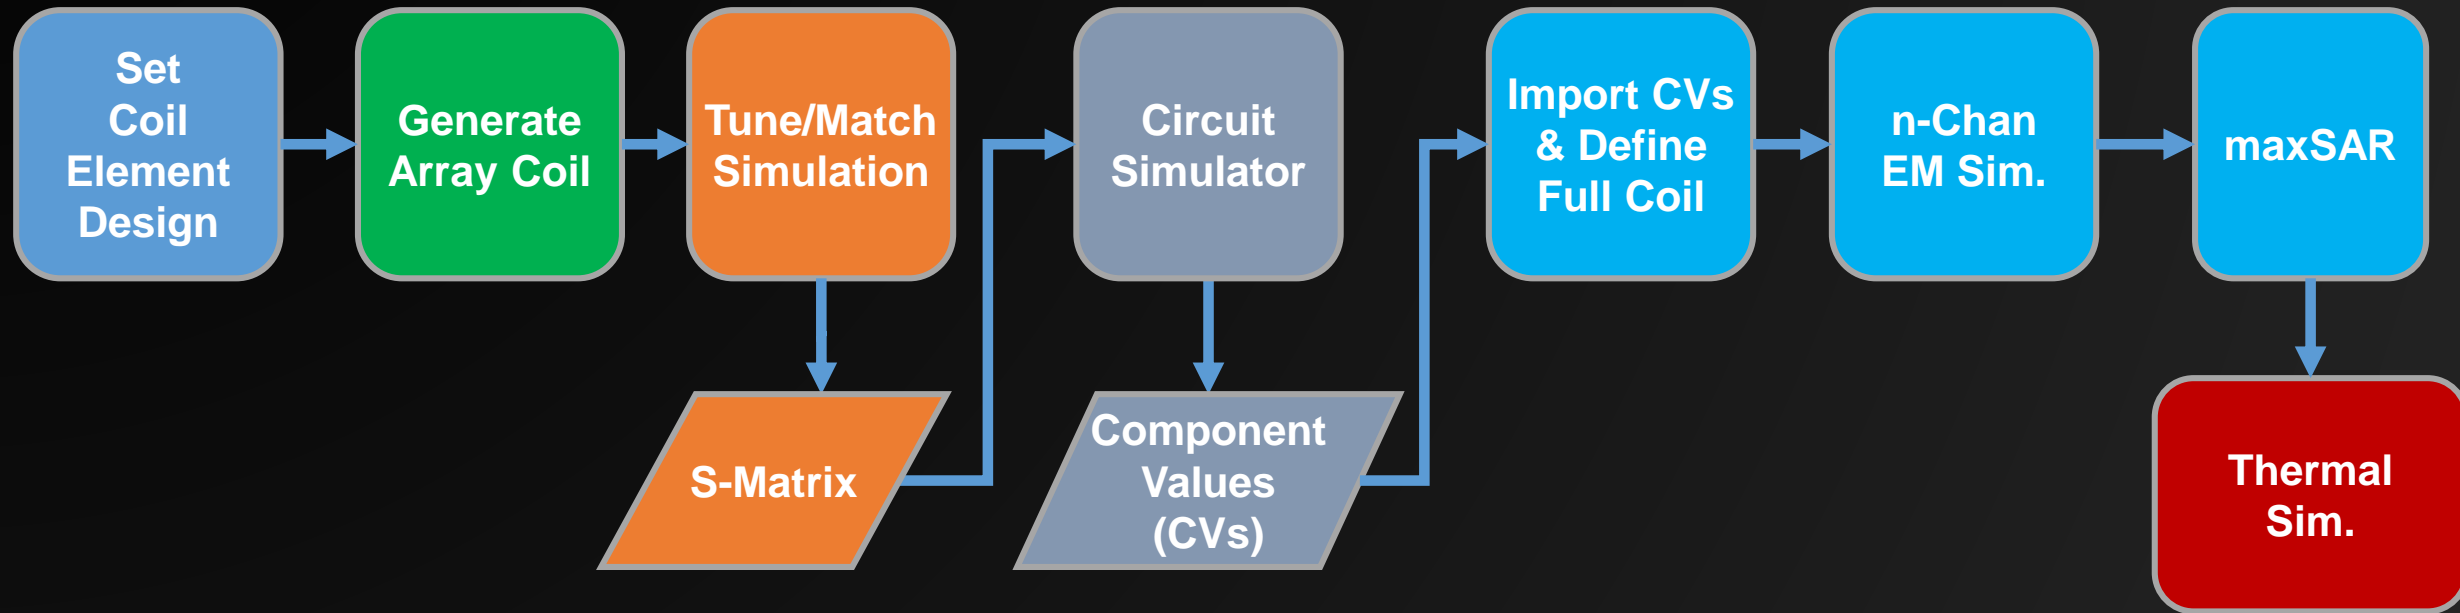 Set
Coil
Element
Design
Generate
Array Coil
Tune/Match
Simulation
S-Matrix
Circuit
Simulator
Component
Values
(CVs)
Import CVs
& Define
Full Coil
n-Chan
EM Sim.
maxSAR
Thermal
Sim.